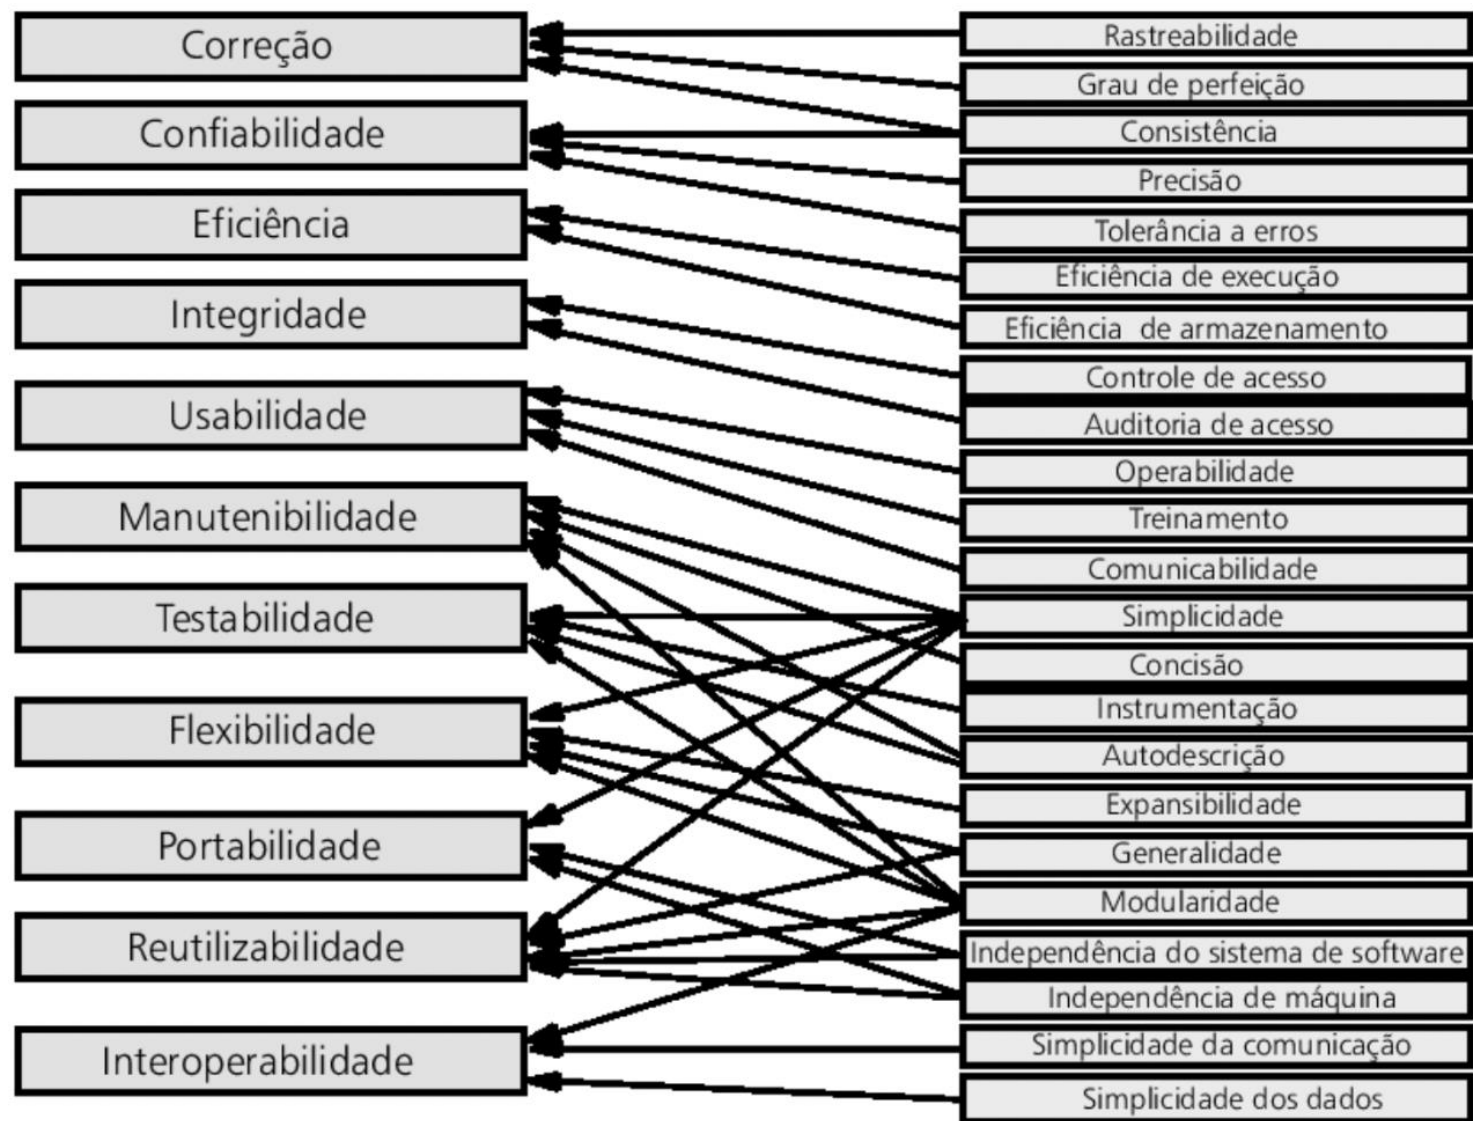 Correção
Confiabilidade
Eficiência
Integridade
Usabilidade
Manutenibilidade
Testabilidade
Flexibilidade
Portabilidade
Reutilizabilidade
Interoperabilidade
Rastreabilidade
Grau de perfeição
Consistência
Precisão
Tolerância a erros
Eficiência de execução
Eficiência de armazenamento
Controle de acesso
Auditoria de acesso
Operabilidade
Treinamento
Comunicabilidade
Simplicidade
Concisão
Instrumentação
Autodescrição
Expansibilidade
Generalidade
Modularidade
Independência do sistema de software
Independência de máquina
Simplicidade da comunicação
Simplicidade dos dados